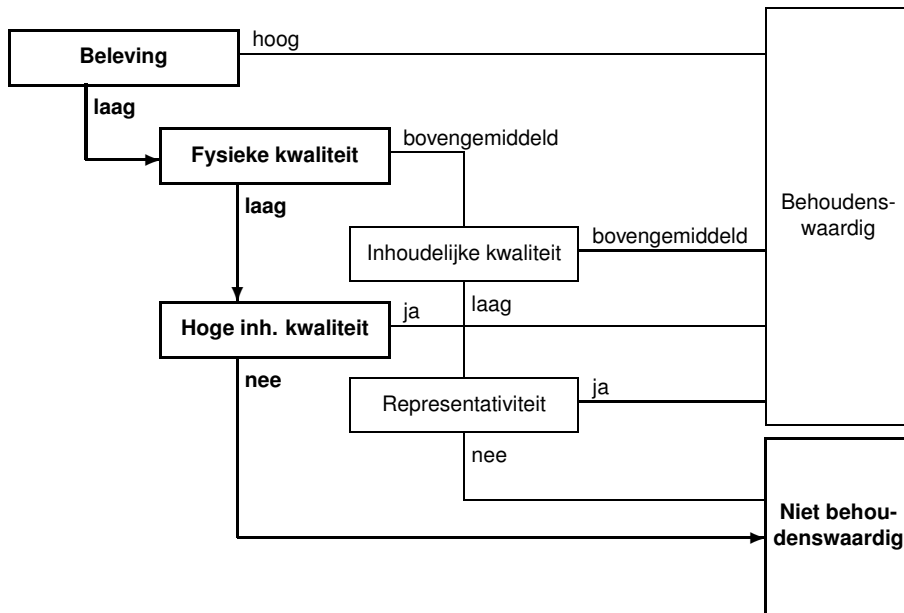 hoog
Beleving
laag
bovengemiddeld
Fysieke kwaliteit
laag
Behoudens-
waardig
bovengemiddeld
Inhoudelijke kwaliteit
laag
ja
Hoge inh. kwaliteit
nee
ja
Representativiteit
nee
Niet behou-
denswaardig